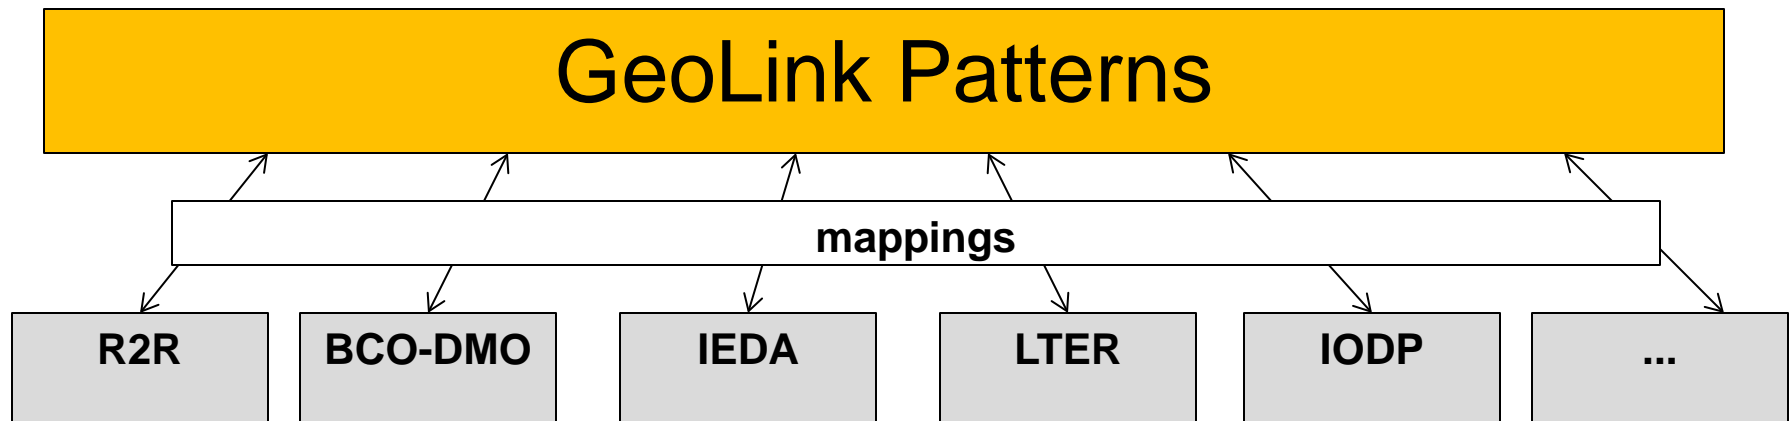 GeoLink Patterns
mappings
R2R BCO-DMO IEDA LTER IODP ...